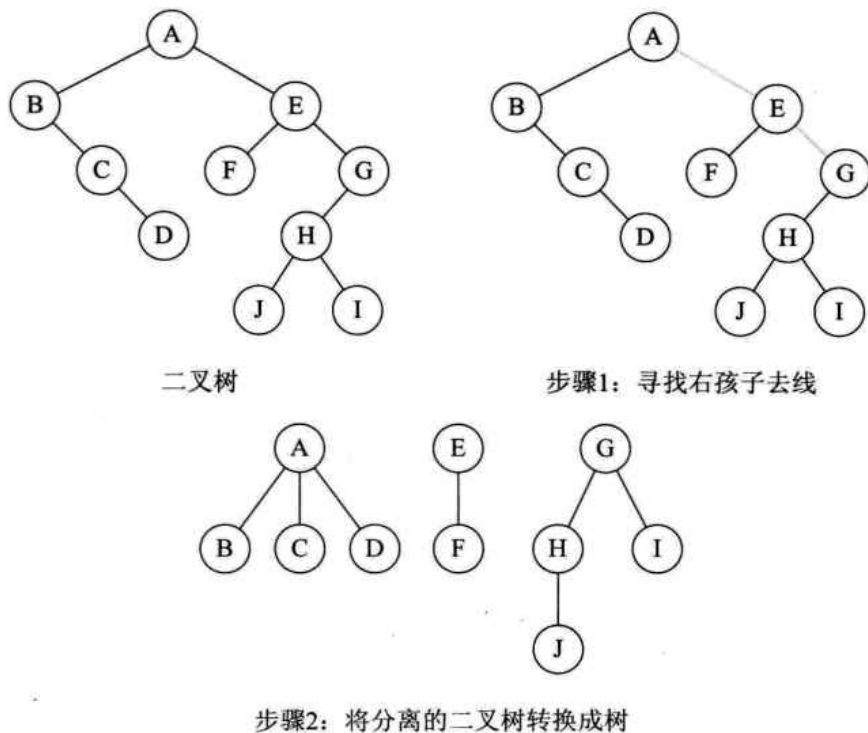 A A
B E B E
C F G C F G
D H D H
J I J I
二叉树 步骤1：寻找右孩子去线
A E G
B C D F H I
J
步骤2：将分离的二叉树转换成树